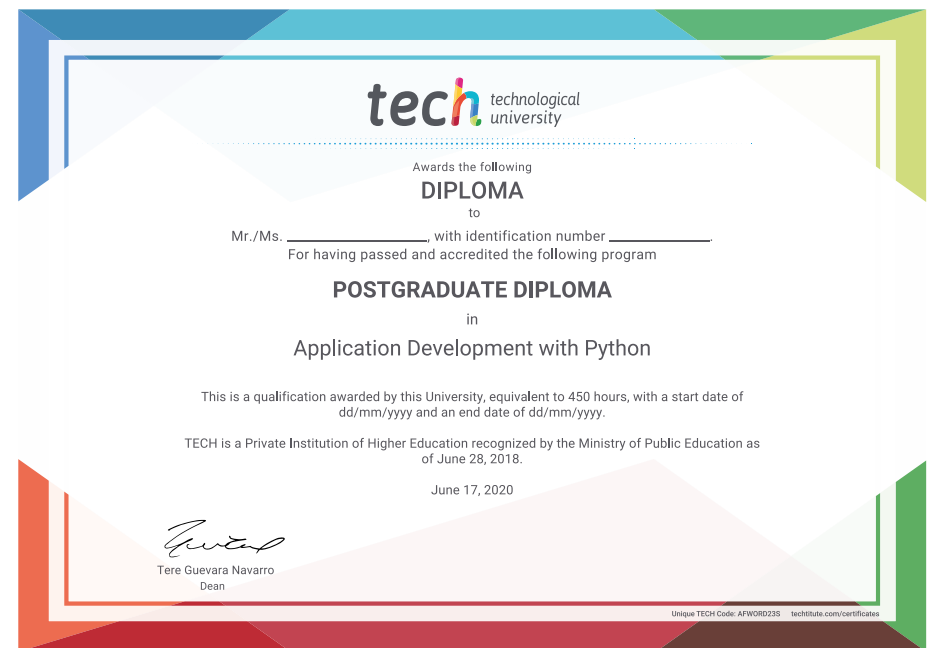 tech technological
university
Awards the following
DIPLOMA
to
Mr./Ms. ____________, with identification number ____________.
For having passed and accredited the following program
POSTGRADUATE DIPLOMA
in
Application Development with Python
This is a qualification awarded by this University, equivalent to 450 hours, with a start date of
dd/mm/yyyy and an end date of dd/mm/yyyy.
TECH is a Private Institution of Higher Education recognized by the Ministry of Public Education as
of June 28, 2018.
June 17, 2020
Tere Guevara Navarro
Dean
Unique TECH Code: AFWORD23S techtitute.com/certificates